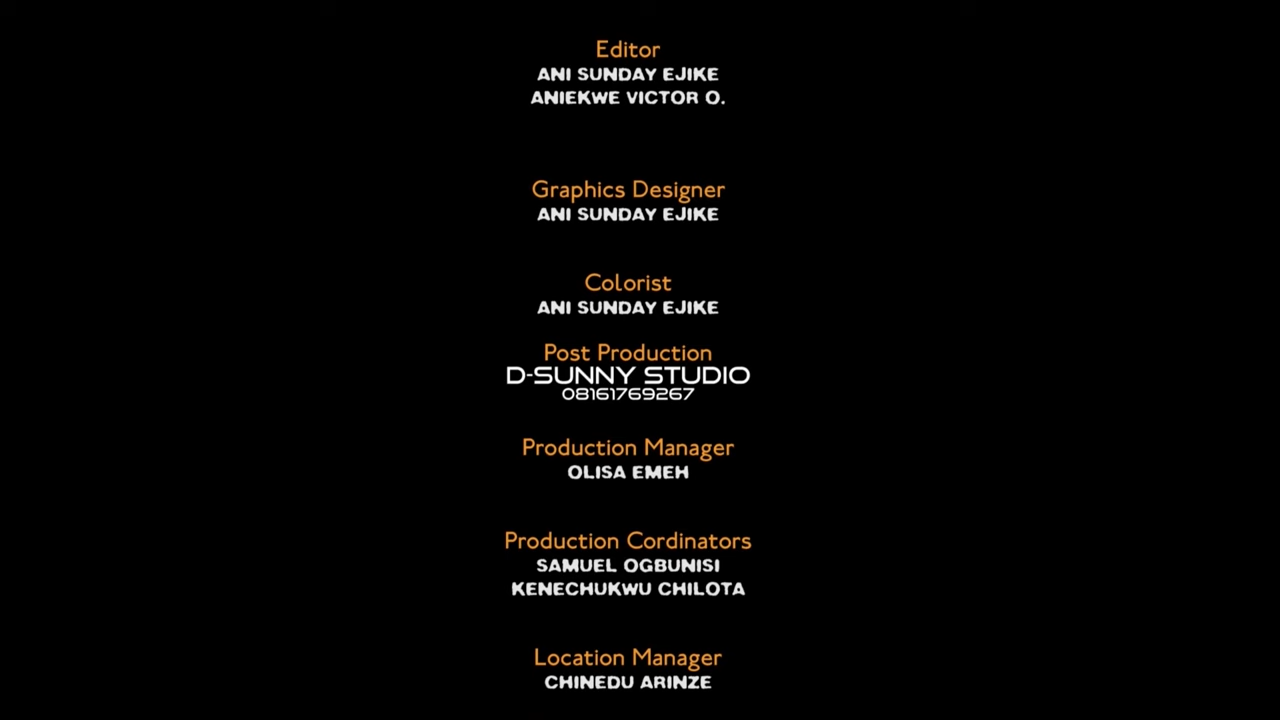 Editor
ANI SUNDAY EJIKE
ANIEKWE VICTOR O.
Graphics Designer
ANI SUNDAY EJIKE
Colorist
ANI SUNDAY EJIKE
Post Production
D-SUNNY STUDIO
08161769267
Production Manager
OLISA EMEH
Production Cordinators
SAMUEL OGBUNISI
KENECHUKWU CHILOTA
Location Manager
CHINEDU ARINZE